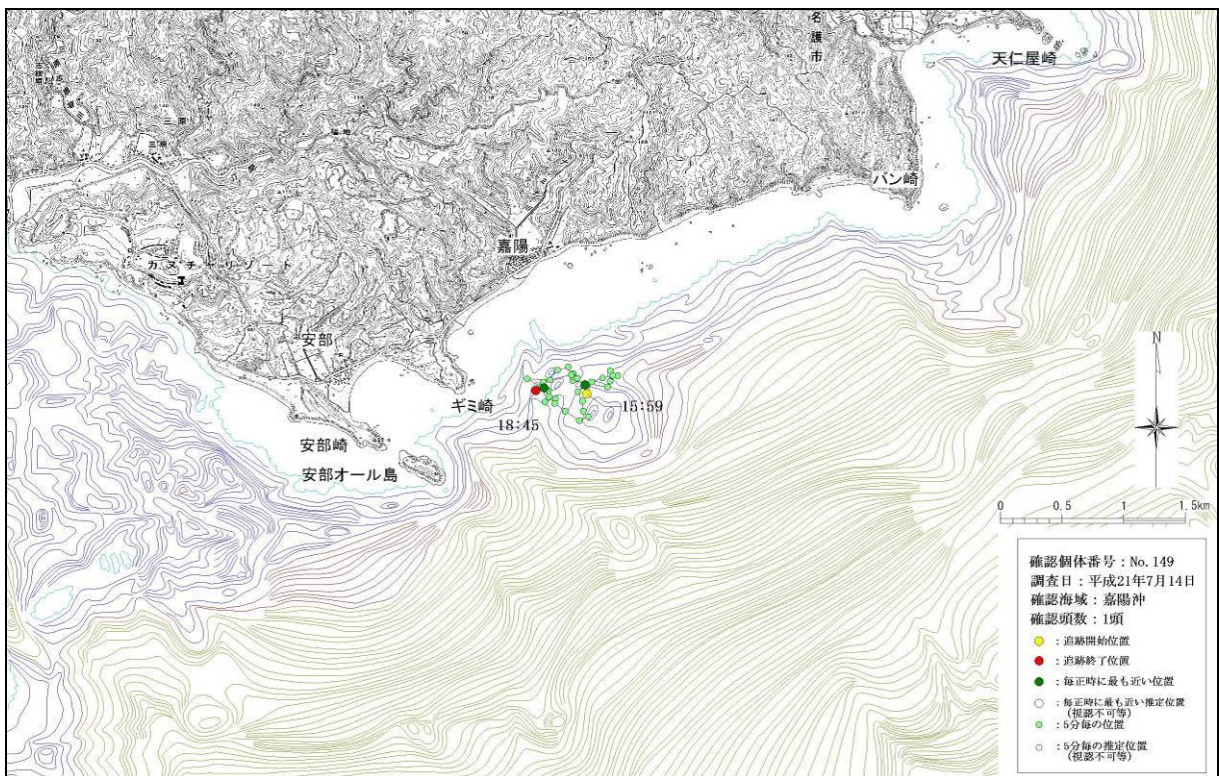 名護市
天仁屋崎
バン崎
嘉陽
カヌチャリゾート
安部
ギミ崎
15:59
18:45
安部崎
安部オール島
N
0 0.5 1 1.5km
確認個体番号：No.149
調査日：平成21年7月14日
確認海域：嘉陽沖
確認頭数：1頭
：追跡開始位置
：追跡終了位置
：毎正時に最も近い位置
：毎正時に最も近い推定位置
(視認不可等)
：5分毎の位置
：5分毎の推定位置
(視認不可等)